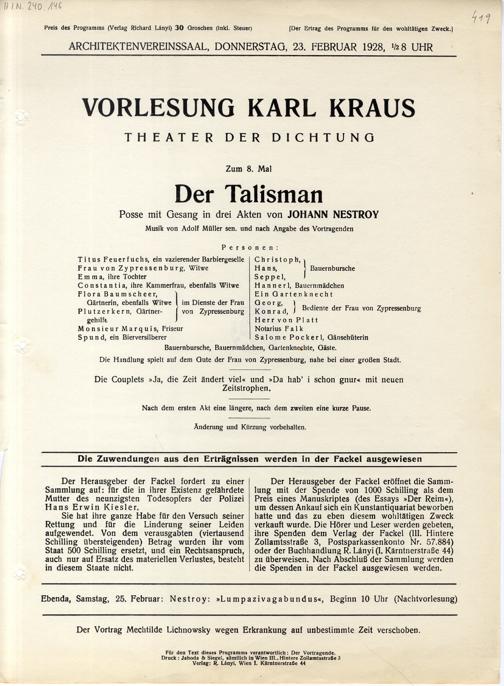 II N. 240.146
419
Preis des Programms (Verlag Richard Lányi) 30 Groschen (inkl. Steuer) [Der Ertrag des Programms für den wohltätigen Zweck.]
ARCHITEKTENVEREINSSAAL, DONNERSTAG, 23. FEBRUAR 1928, ½8 UHR
VORLESUNG KARL KRAUS
THEATER DER DICHTUNG
Zum 8. Mal
Der Talisman
Posse mit Gesang in drei Akten von JOHANN NESTROY
Musik von Adolf Müller sen. und nach Angabe des Vortragenden
Personen:
Titus Feuerfuchs, ein vazierender Barbiergeselle
Frau von Zypressenburg, Witwe
Emma, ihre Tochter
Constantia, ihre Kammerfrau, ebenfalls Witwe
Flora Baumscheer,
Gärtnerin, ebenfalls Witwe
Plutzerkern, Gärtner-
gehilfe
im Dienste der Frau
von Zypressenburg
Monsieur Marquis, Friseur
Spund, ein Bierversilberer
Christoph,
Hans,
Seppel,
Bauernbursche
Hannerl, Bauernmädchen
Ein Gartenknecht
Georg,
Konrad,
Bediente der Frau von Zypressenburg
Herr von Platt
Notarius Falk
Salome Pockerl, Gänsehüterin
Bauernbursche, Bauernmädchen, Gartenknechte, Gäste.
Die Handlung spielt auf dem Gute der Frau von Zypressenburg, nahe bei einer großen Stadt.
Die Couplets »Ja, die Zeit ändert viel« und »Da hab' i schon gnur« mit neuen
Zeitstrophen.
Nach dem ersten Akt eine längere, nach dem zweiten eine kurze Pause.
Änderung und Kürzung vorbehalten.
Die Zuwendungen aus den Erträgnissen werden in der Fackel ausgewiesen
Der Herausgeber der Fackel fordert zu einer
Sammlung auf: für die in ihrer Existenz gefährdete
Mutter des neunzigsten Todesopfers der Polizei
Hans Erwin Kiesler.
Sie hat ihre ganze Habe für den Versuch seiner
Rettung und für die Linderung seiner Leiden
aufgewendet. Von dem verausgabten (viertausend
Schilling übersteigenden) Betrag wurden ihr vom
Staat 500 Schilling ersetzt, und ein Rechtsanspruch,
auch nur auf Ersatz des materiellen Verlustes, besteht
in diesem Staate nicht.
Der Herausgeber der Fackel eröffnet die Samm-
lung mit der Spende von 1000 Schilling als dem
Preis eines Manuskriptes (des Essays »Der Reim«),
um dessen Ankauf sich ein Kunstantiquariat beworben
hatte und das zu eben diesem wohltätigen Zweck
verkauft wurde. Die Hörer und Leser werden gebeten,
ihre Spenden dem Verlag der Fackel (III. Hintere
Zollamtsstraße 3, Postsparkassenkonto Nr. 57.884)
oder der Buchhandlung R. Lányi (I. Kärntnerstraße 44)
zu überweisen. Nach Abschluß der Sammlung werden
die Spenden in der Fackel ausgewiesen werden.
Ebenda, Samstag, 25. Februar: Nestroy: »Lumpazivagabundus«, Beginn 10 Uhr (Nachtvorlesung)
Der Vortrag Mechtilde Lichnowsky wegen Erkrankung auf unbestimmte Zeit verschoben.
Für den Text dieses Programms verantwortlich: Der Vortragende.
Druck: Jahoda & Siegel, sämtlich in Wien III., Hintere Zollamtsstraße 3
Verlag: R. Lányi, Wien I. Kärntnerstraße 44